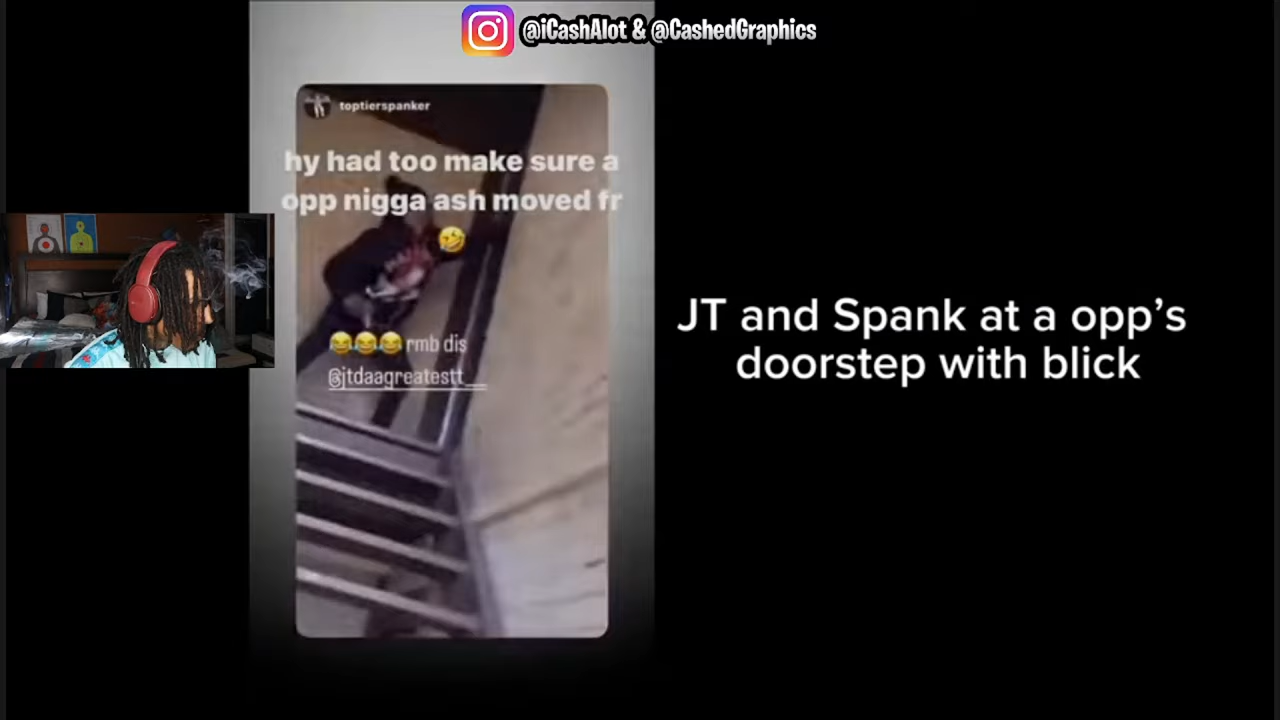 @iCashAlot & @CashedGraphics
toptierspanker
hy had too make sure a
opp nigga ash moved fr
🤣
😂😂😂 rmb dis
@jtdaagreatestt__
JT and Spank at a opp’s
doorstep with blick